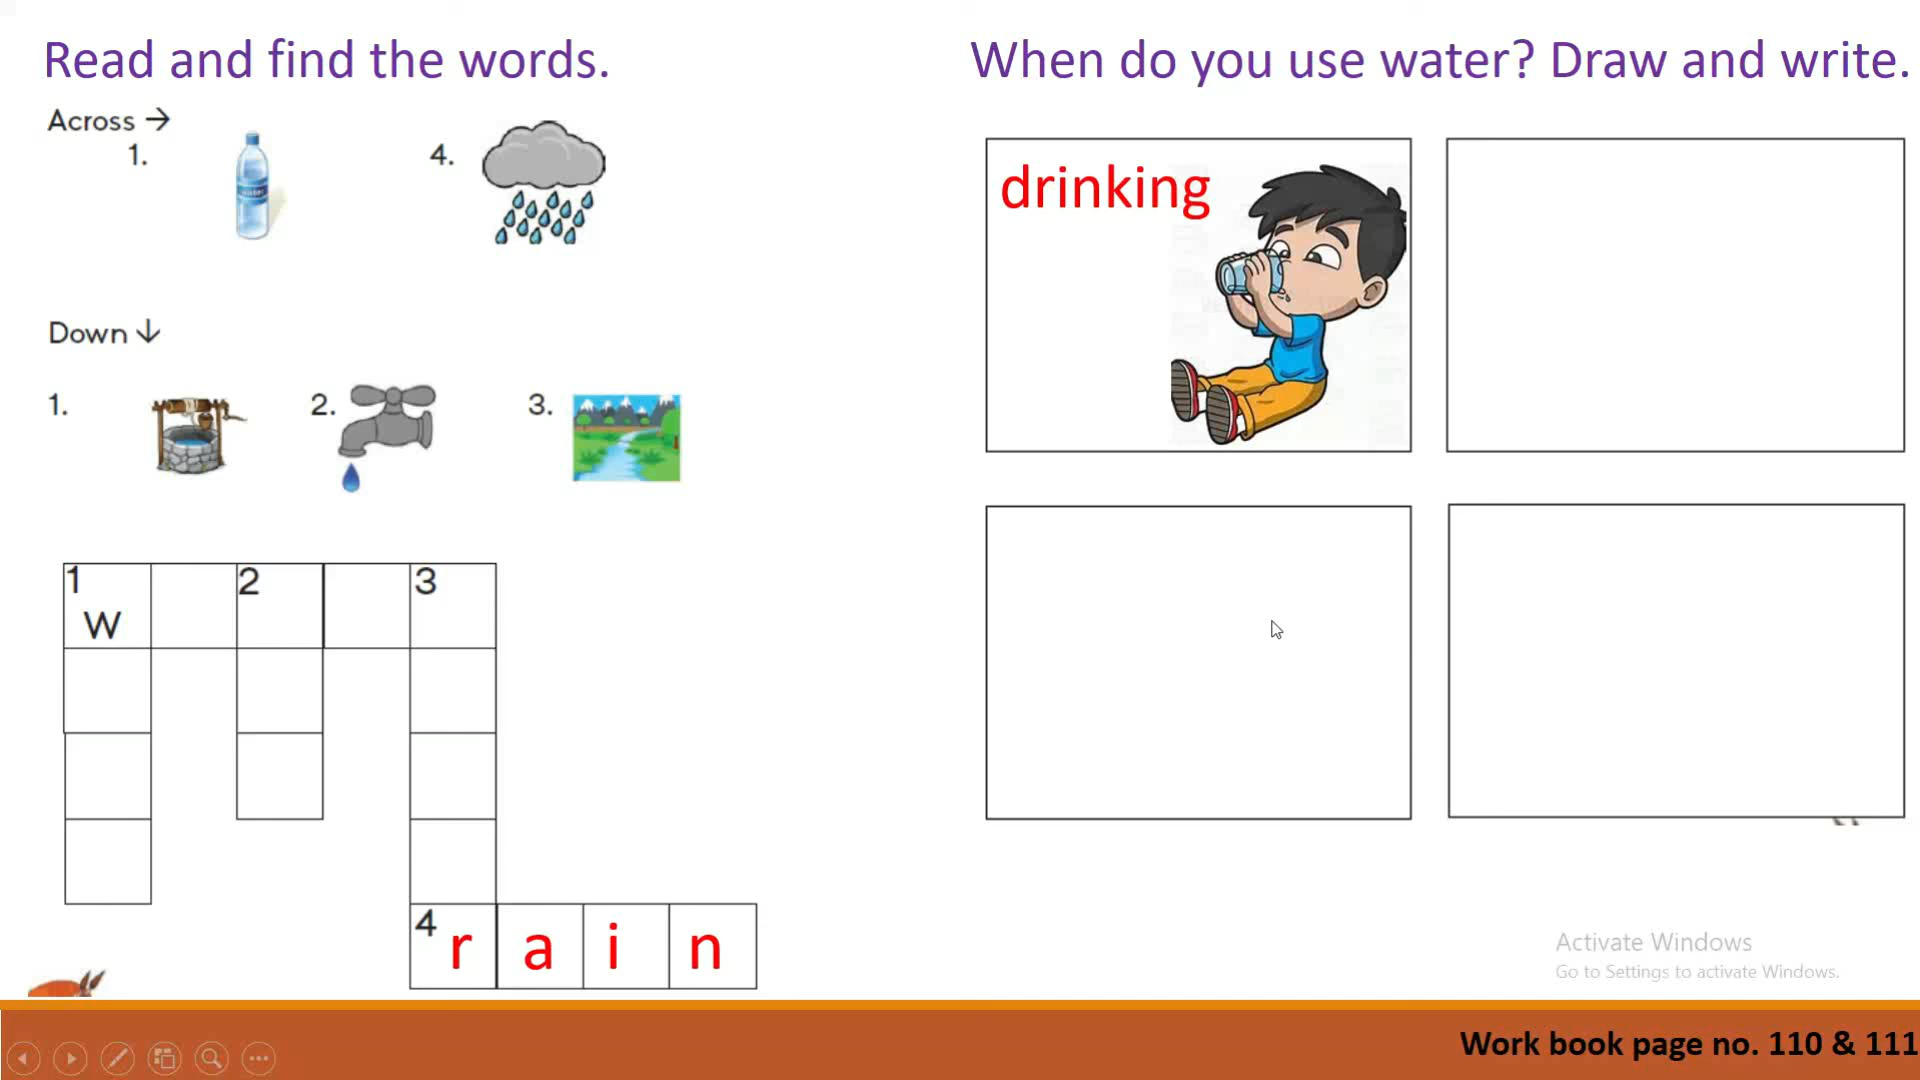 Read and find the words.
Across →
1.
4.
water
Down ↓
1.
2.
3.
1
2
3
W
4
r a i n
When do you use water? Draw and write.
drinking
Activate Windows
Go to Settings to activate Windows.
Work book page no. 110 & 111